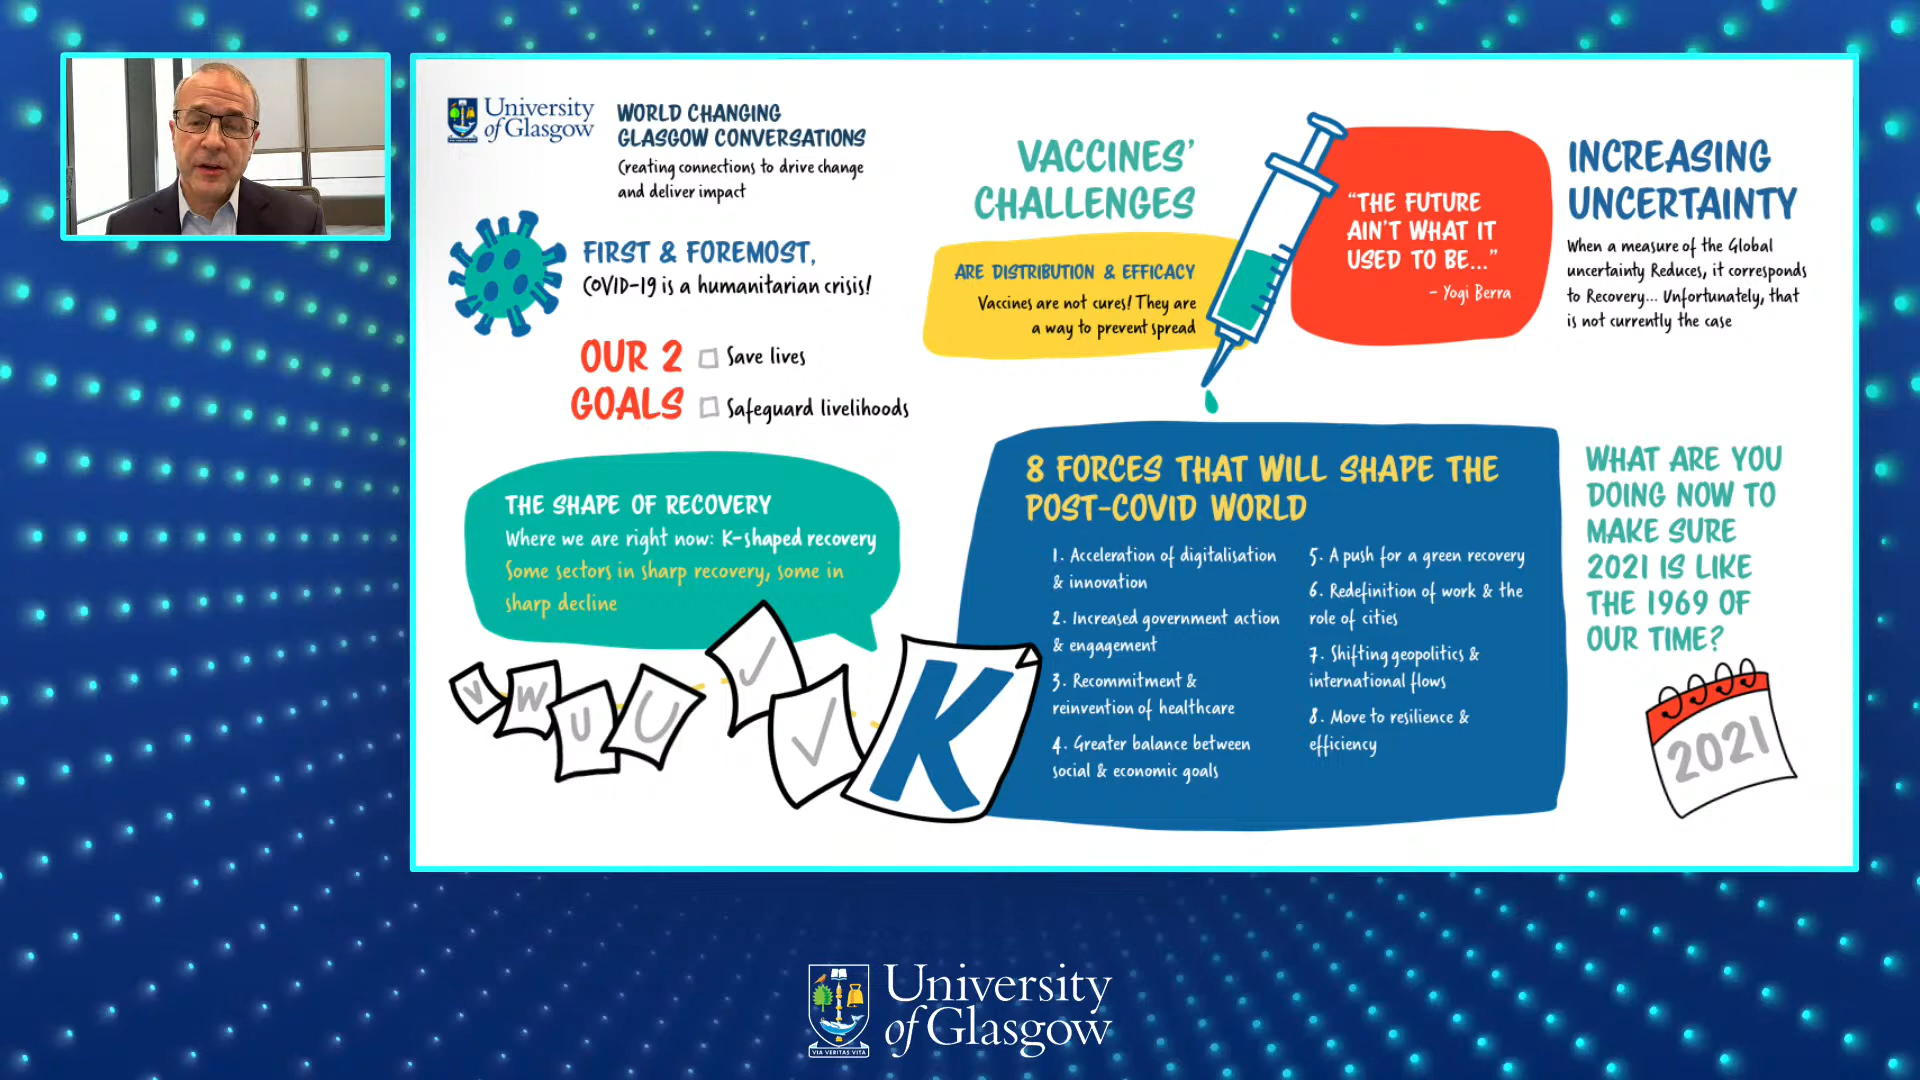 University
of Glasgow
WORLD CHANGING
GLASGOW CONVERSATIONS
Creating connections to drive change
and deliver impact
FIRST & FOREMOST,
COVID-19 is a humanitarian crisis!
OUR 2
GOALS
Save lives
Safeguard livelihoods
VACCINES'
CHALLENGES
ARE DISTRIBUTION & EFFICACY
Vaccines are not cures! They are
a way to prevent spread
"THE FUTURE
AIN'T WHAT IT
USED TO BE..."
- Yogi Berra
INCREASING
UNCERTAINTY
When a measure of the Global
uncertainty Reduces, it corresponds
to Recovery... Unfortunately, that
is not currently the case
THE SHAPE OF RECOVERY
Where we are right now: K-shaped recovery
Some sectors in sharp recovery, some in
sharp decline
V
W
U
U
K
8 FORCES THAT WILL SHAPE THE
POST-COVID WORLD
1. Acceleration of digitalisation
& innovation
2. Increased government action
& engagement
3. Recommitment &
reinvention of healthcare
4. Greater balance between
social & economic goals
5. A push for a green recovery
6. Redefinition of work & the
role of cities
7. Shifting geopolitics &
international flows
8. Move to resilience &
efficiency
WHAT ARE YOU
DOING NOW TO
MAKE SURE
2021 IS LIKE
THE 1969 OF
OUR TIME?
2021
VIA VERITAS VITA
University
of Glasgow